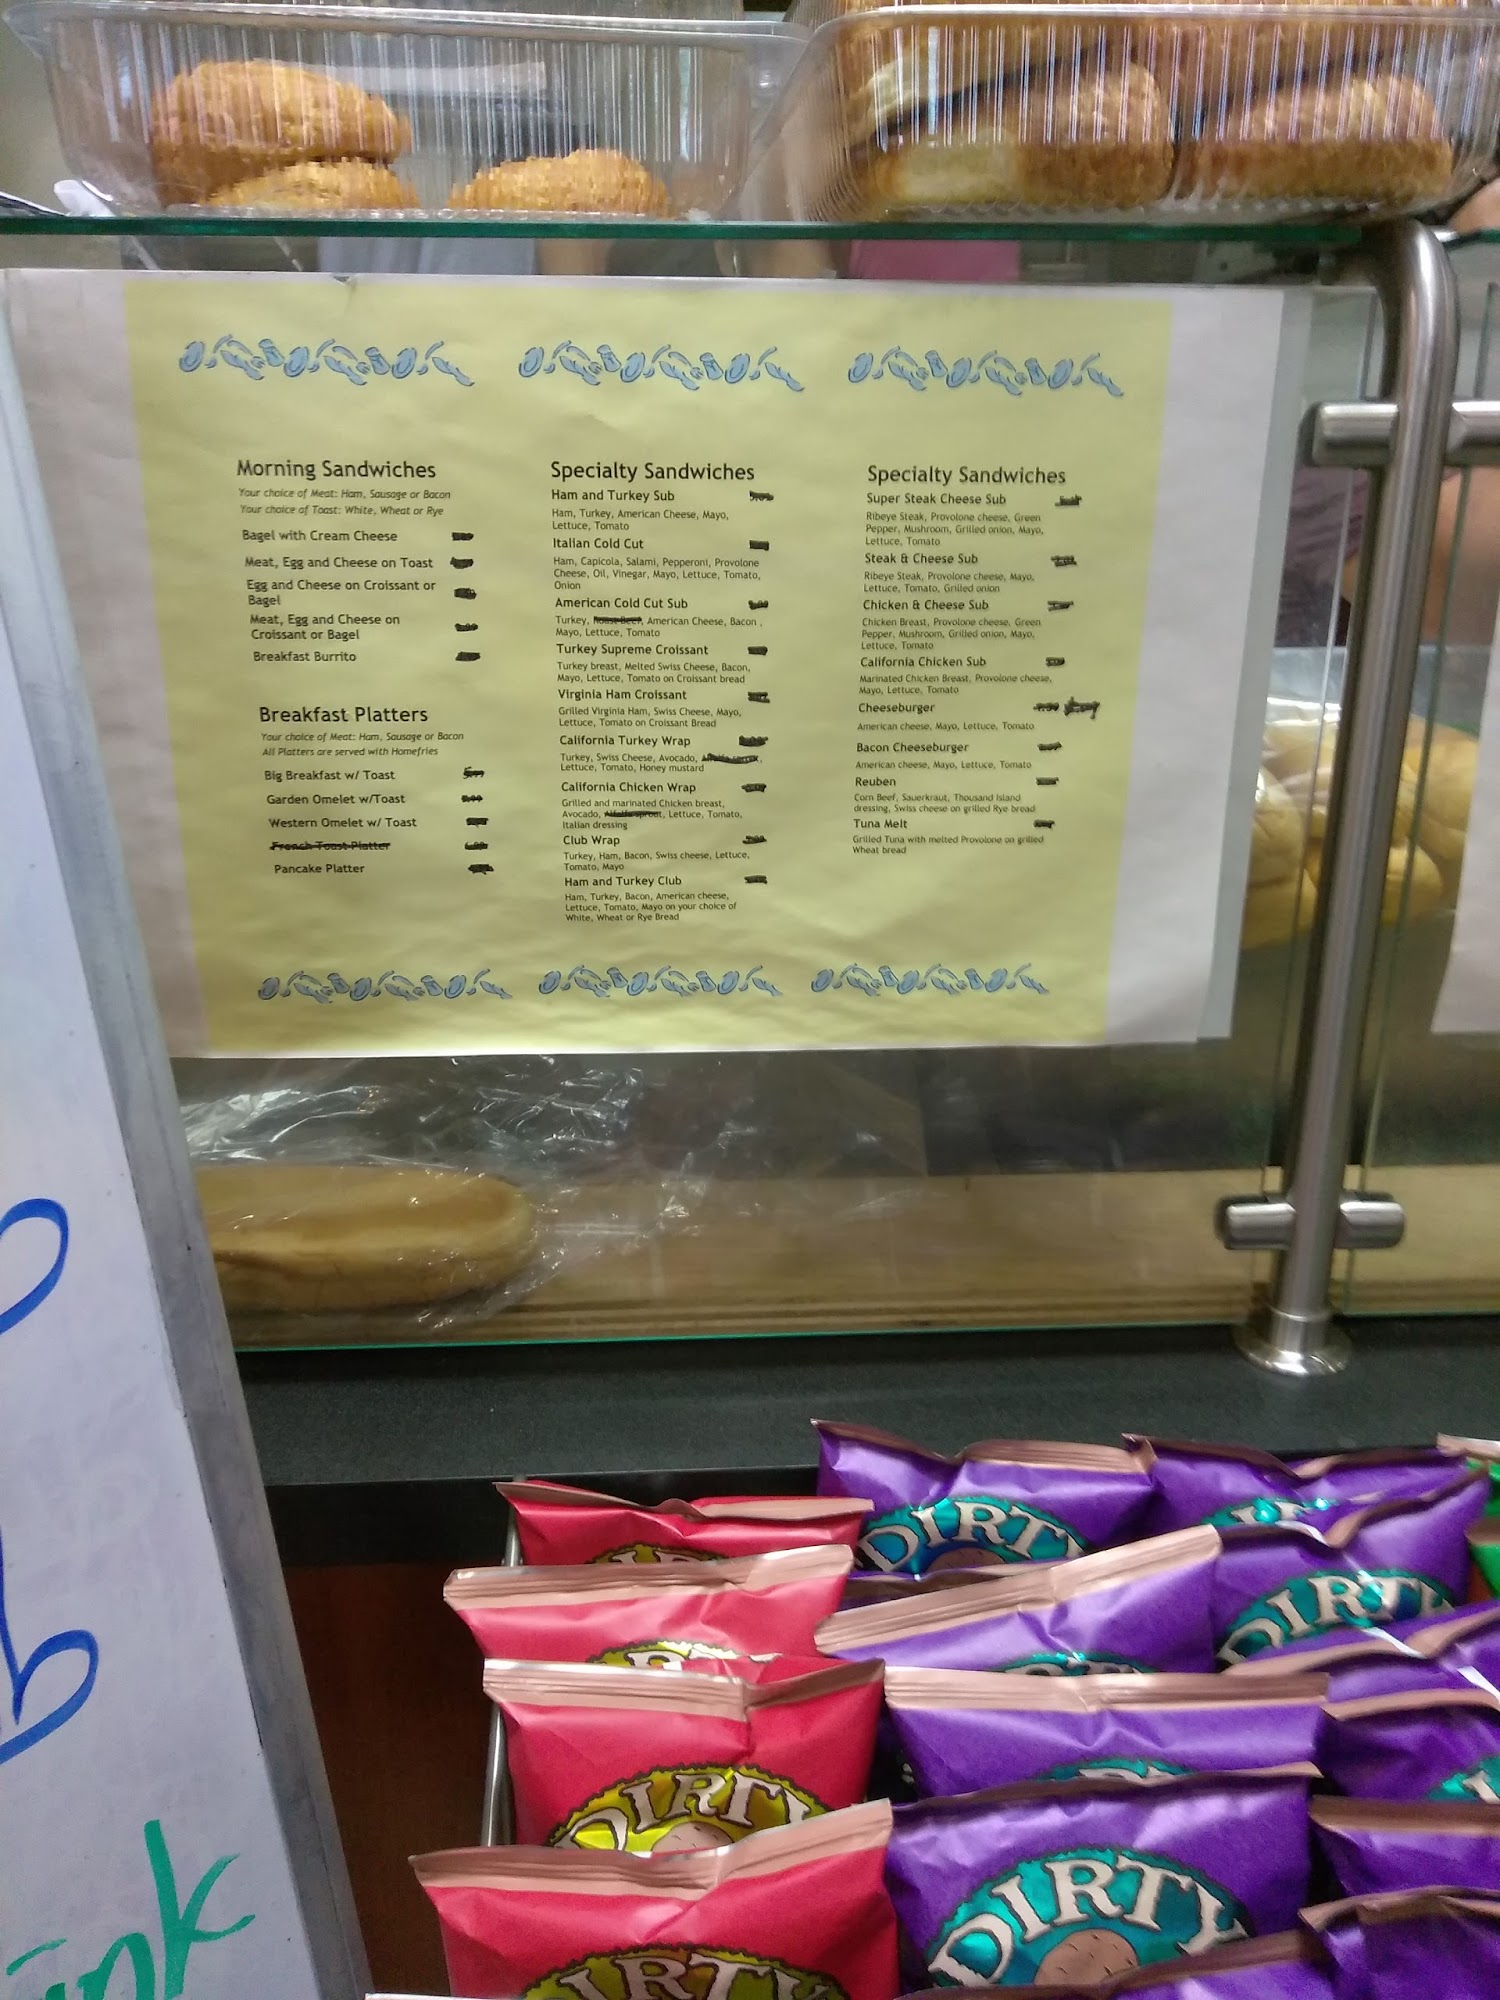 Morning Sandwiches
Your choice of Meat: Ham, Sausage or Bacon
Your choice of Toast: White, Wheat or Rye
Bagel with Cream Cheese
Meat, Egg and Cheese on Toast
Egg and Cheese on Croissant or
Bagel
Meat, Egg and Cheese on
Croissant or Bagel
Breakfast Burrito
Breakfast Platters
Your choice of Meat: Ham, Sausage or Bacon
All Platters are served with Homefries
Big Breakfast w/ Toast
Garden Omelet w/Toast
Western Omelet w/ Toast
French Toast Platter
Pancake Platter
Specialty Sandwiches
Ham and Turkey Sub
Ham, Turkey, American Cheese, Mayo,
Lettuce, Tomato
Italian Cold Cut
Ham, Capicola, Salami, Pepperoni, Provolone
Cheese, Oil, Vinegar, Mayo, Lettuce, Tomato,
Onion
American Cold Cut Sub
Turkey, Roast Beef, American Cheese, Bacon ,
Mayo, Lettuce, Tomato
Turkey Supreme Croissant
Turkey breast, Melted Swiss Cheese, Bacon,
Mayo, Lettuce, Tomato on Croissant bread
Virginia Ham Croissant
Grilled Virginia Ham, Swiss Cheese, Mayo,
Lettuce, Tomato on Croissant Bread
California Turkey Wrap
Turkey, Swiss Cheese, Avocado,
Lettuce, Tomato, Honey mustard
California Chicken Wrap
Grilled and marinated Chicken breast,
Avocado, Alfalfa sprout, Lettuce, Tomato,
Italian dressing
Club Wrap
Turkey, Ham, Bacon, Swiss cheese, Lettuce,
Tomato, Mayo
Ham and Turkey Club
Ham, Turkey, Bacon, American cheese,
Lettuce, Tomato, Mayo on your choice of
White, Wheat or Rye Bread
Specialty Sandwiches
Super Steak Cheese Sub
Ribeye Steak, Provolone cheese, Green
Pepper, Mushroom, Grilled onion, Mayo,
Lettuce, Tomato
Steak & Cheese Sub
Ribeye Steak, Provolone cheese, Mayo,
Lettuce, Tomato, Grilled onion
Chicken & Cheese Sub
Chicken Breast, Provolone cheese, Green
Pepper, Mushroom, Grilled onion, Mayo,
Lettuce, Tomato
California Chicken Sub
Marinated Chicken Breast, Provolone cheese,
Mayo, Lettuce, Tomato
Cheeseburger
American cheese, Mayo, Lettuce, Tomato
Bacon Cheeseburger
American cheese, Mayo, Lettuce, Tomato
Reuben
Corn Beef, Sauerkraut, Thousand Island
dressing, Swiss cheese on grilled Rye bread
Tuna Melt
Grilled Tuna with melted Provolone on grilled
Wheat bread
DIRTY
DIRTY
DIRTY
DIRTY
DIRTY